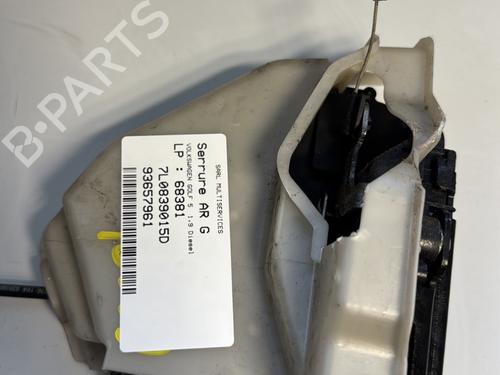 B-PARTS
SARL MULTISERVICES
Serrure AR G
VOLKSWAGEN GOLF 5 1.9 Diesel
LP : 68381
7L0839015D
93657961